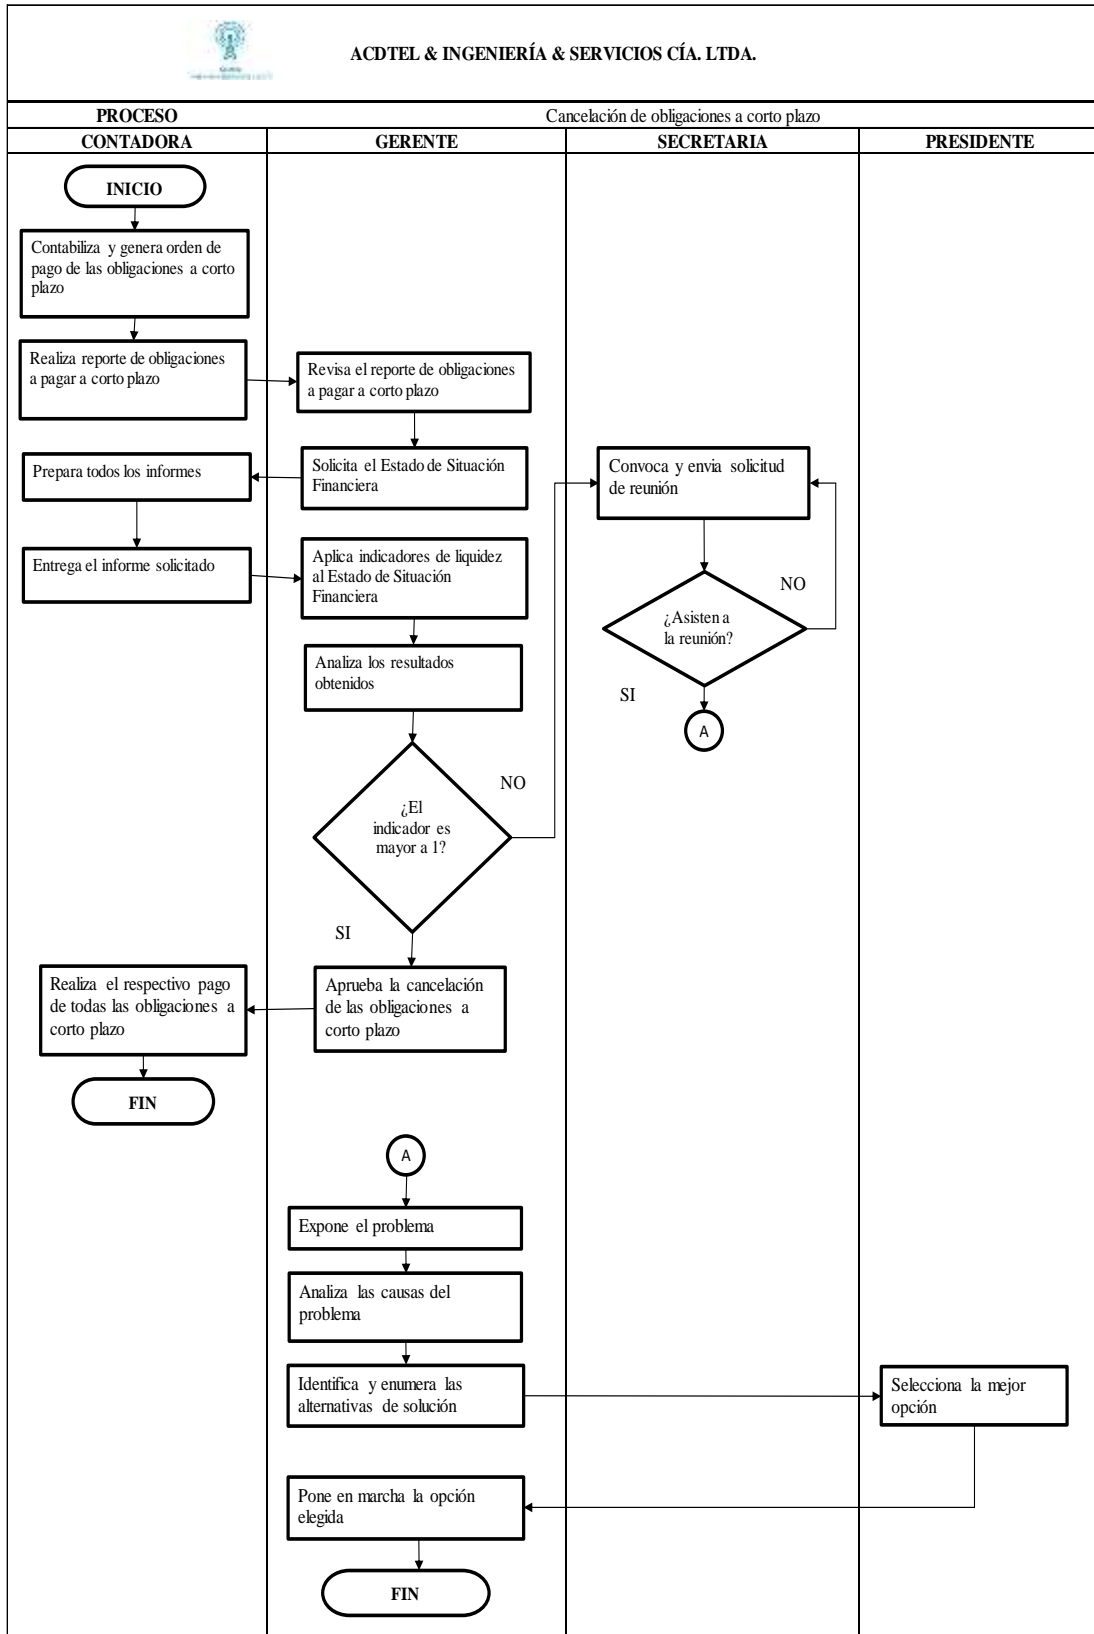 ACDTEL & INGENIERÍA & SERVICIOS CÍA. LTDA.
PROCESO
Cancelación de obligaciones a corto plazo
CONTADORA
GERENTE
SECRETARIA
PRESIDENTE
INICIO
Contabiliza y genera orden de
pago de las obligaciones a corto
plazo
Realiza reporte de obligaciones
a pagar a corto plazo
Revisa el reporte de obligaciones
a pagar a corto plazo
Solicita el Estado de Situación
Financiera
Prepara todos los informes
Entrega el informe solicitado
Aplica indicadores de liquidez
al Estado de Situación
Financiera
Analiza los resultados
obtenidos
¿El
indicador es
mayor a 1?
NO
SI
Convoca y envia solicitud
de reunión
¿Asisten a
la reunión?
NO
SI
A
Aprueba la cancelación
de las obligaciones a
corto plazo
Realiza el respectivo pago
de todas las obligaciones a
corto plazo
FIN
A
Expone el problema
Analiza las causas del
problema
Identifica y enumera las
alternativas de solución
Selecciona la mejor
opción
Pone en marcha la opción
elegida
FIN